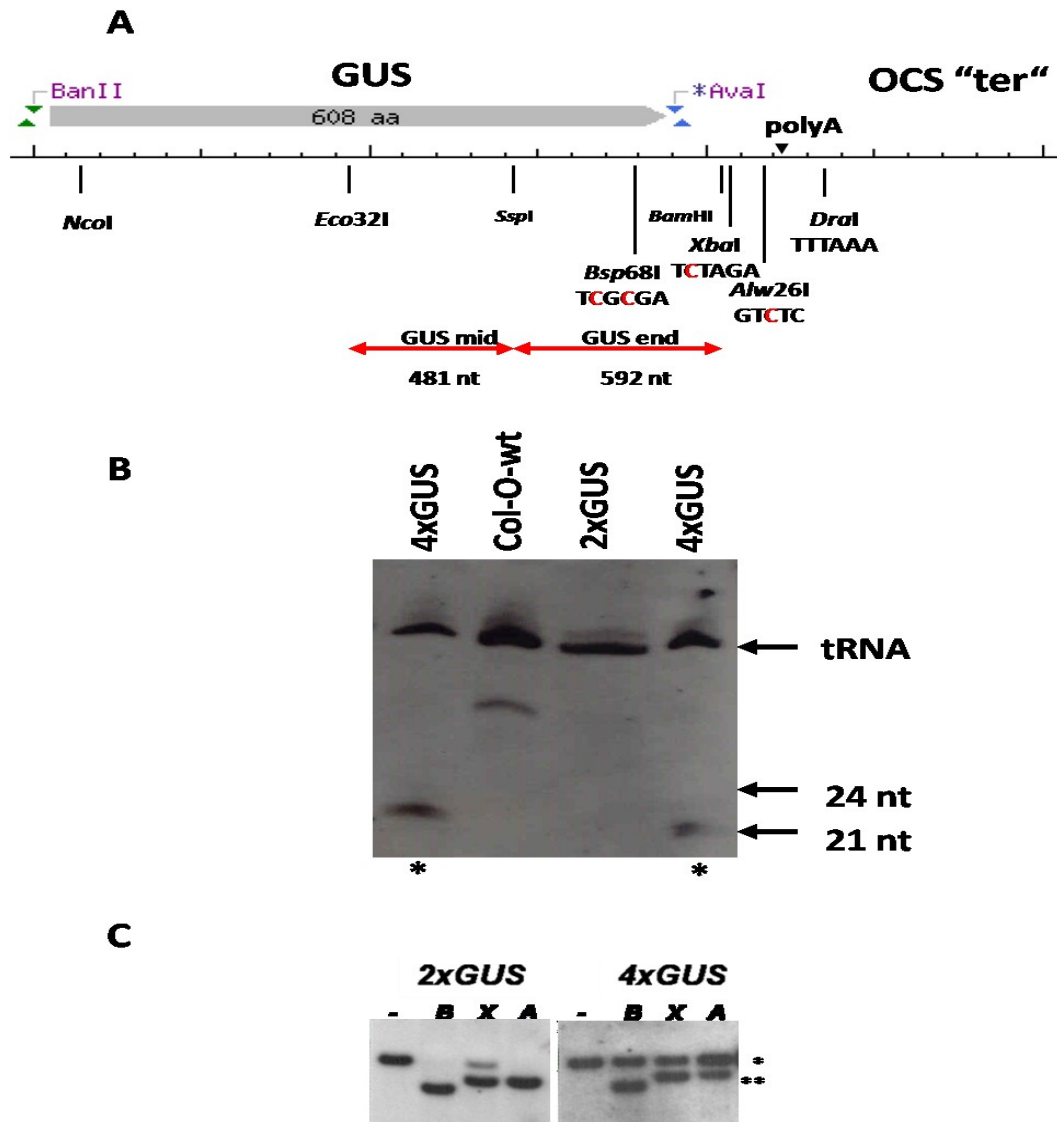 A
GUS
OCS “ter“
BanII
*AvaI
608 aa
polyA
NcoI
Eco32I
SspI
BamHI
DraI
TTTAAA
XbaI
TCTAGA
Bsp68I
TCGCGA
Alw26I
GTCTC
GUS mid
GUS end
481 nt
592 nt
B
4xGUS
Col-O-wt
2xGUS
4xGUS
tRNA
24 nt
21 nt
* *
C
2xGUS 4xGUS
- B X A - B X A
*
**